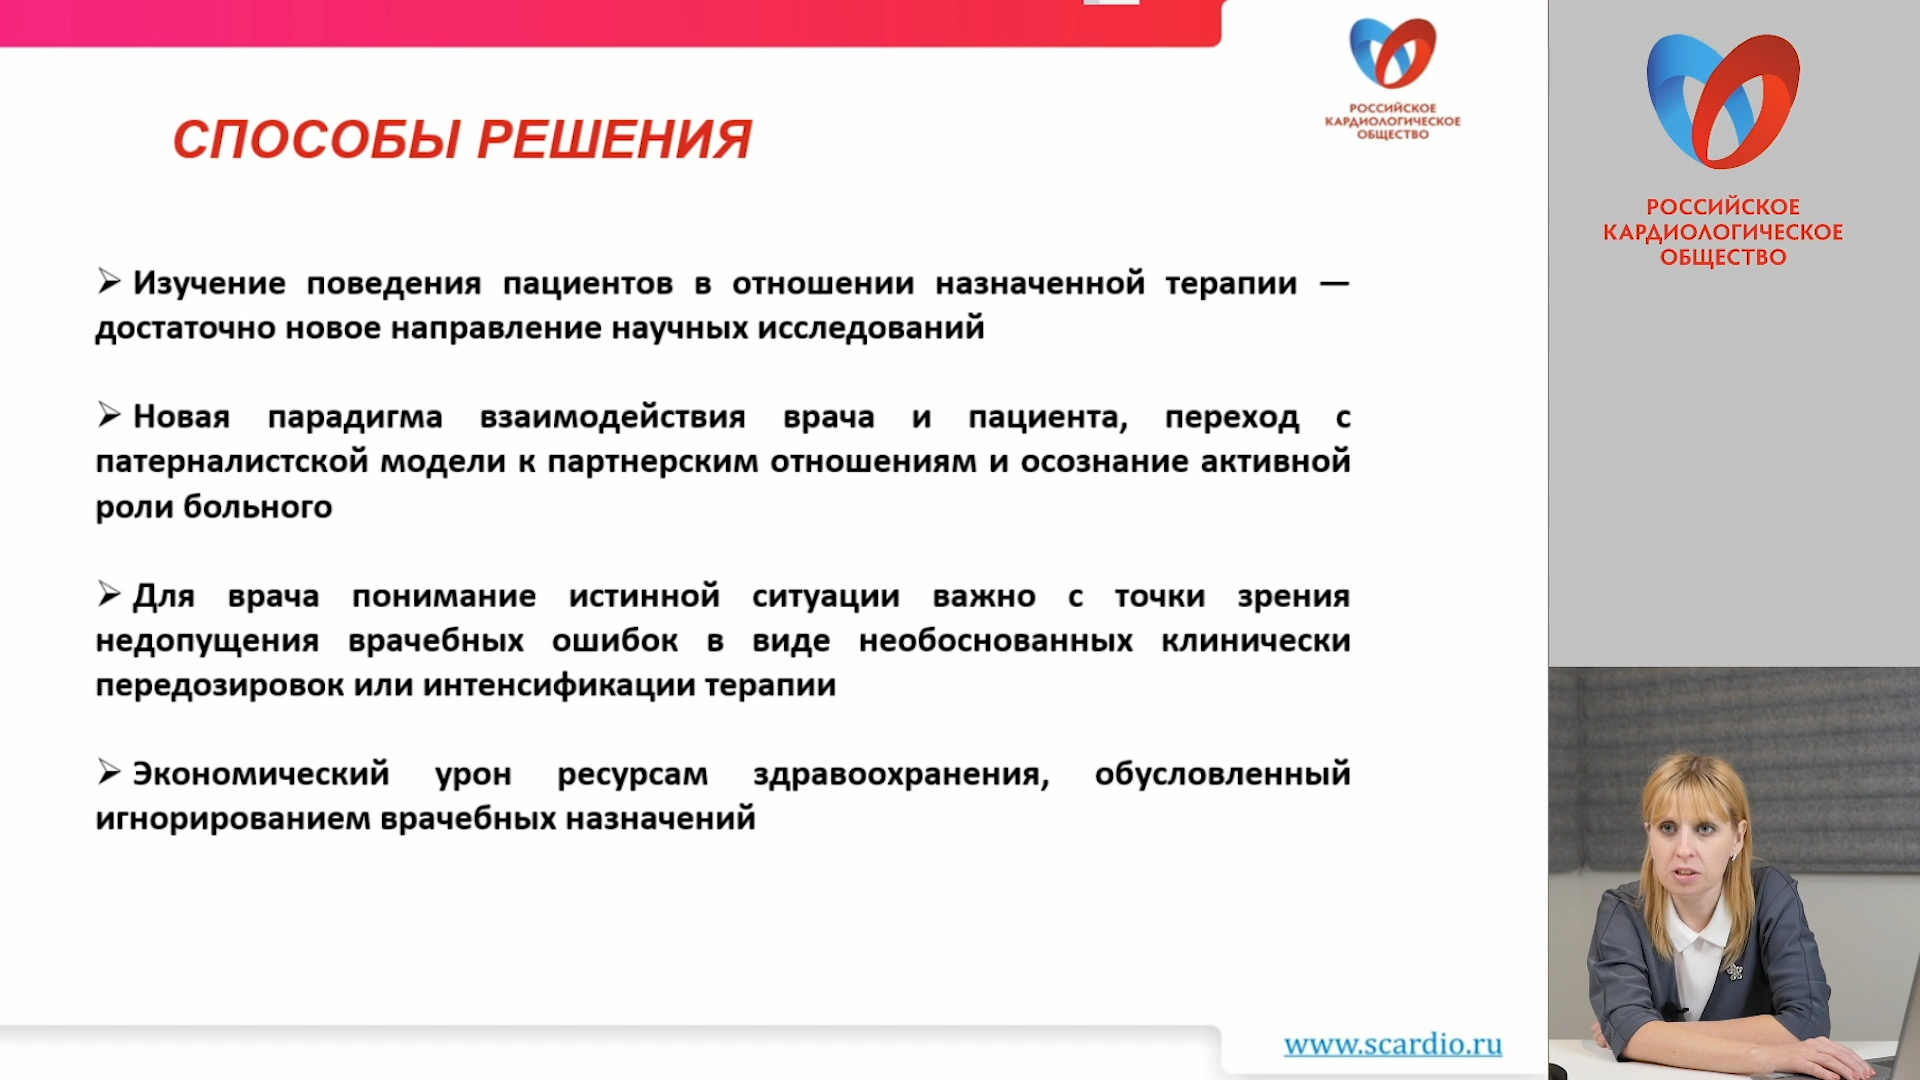 РОССИЙСКОЕ
КАРДИОЛОГИЧЕСКОЕ
ОБЩЕСТВО
СПОСОБЫ РЕШЕНИЯ
Изучение поведения пациентов в отношении назначенной терапии —
достаточно новое направление научных исследований
Новая парадигма взаимодействия врача и пациента, переход с
патерналистской модели к партнерским отношениям и осознание активной
роли больного
Для врача понимание истинной ситуации важно с точки зрения
недопущения врачебных ошибок в виде необоснованных клинически
передозировок или интенсификации терапии
Экономический урон ресурсам здравоохранения, обусловленный
игнорированием врачебных назначений
www.scardio.ru
РОССИЙСКОЕ
КАРДИОЛОГИЧЕСКОЕ
ОБЩЕСТВО